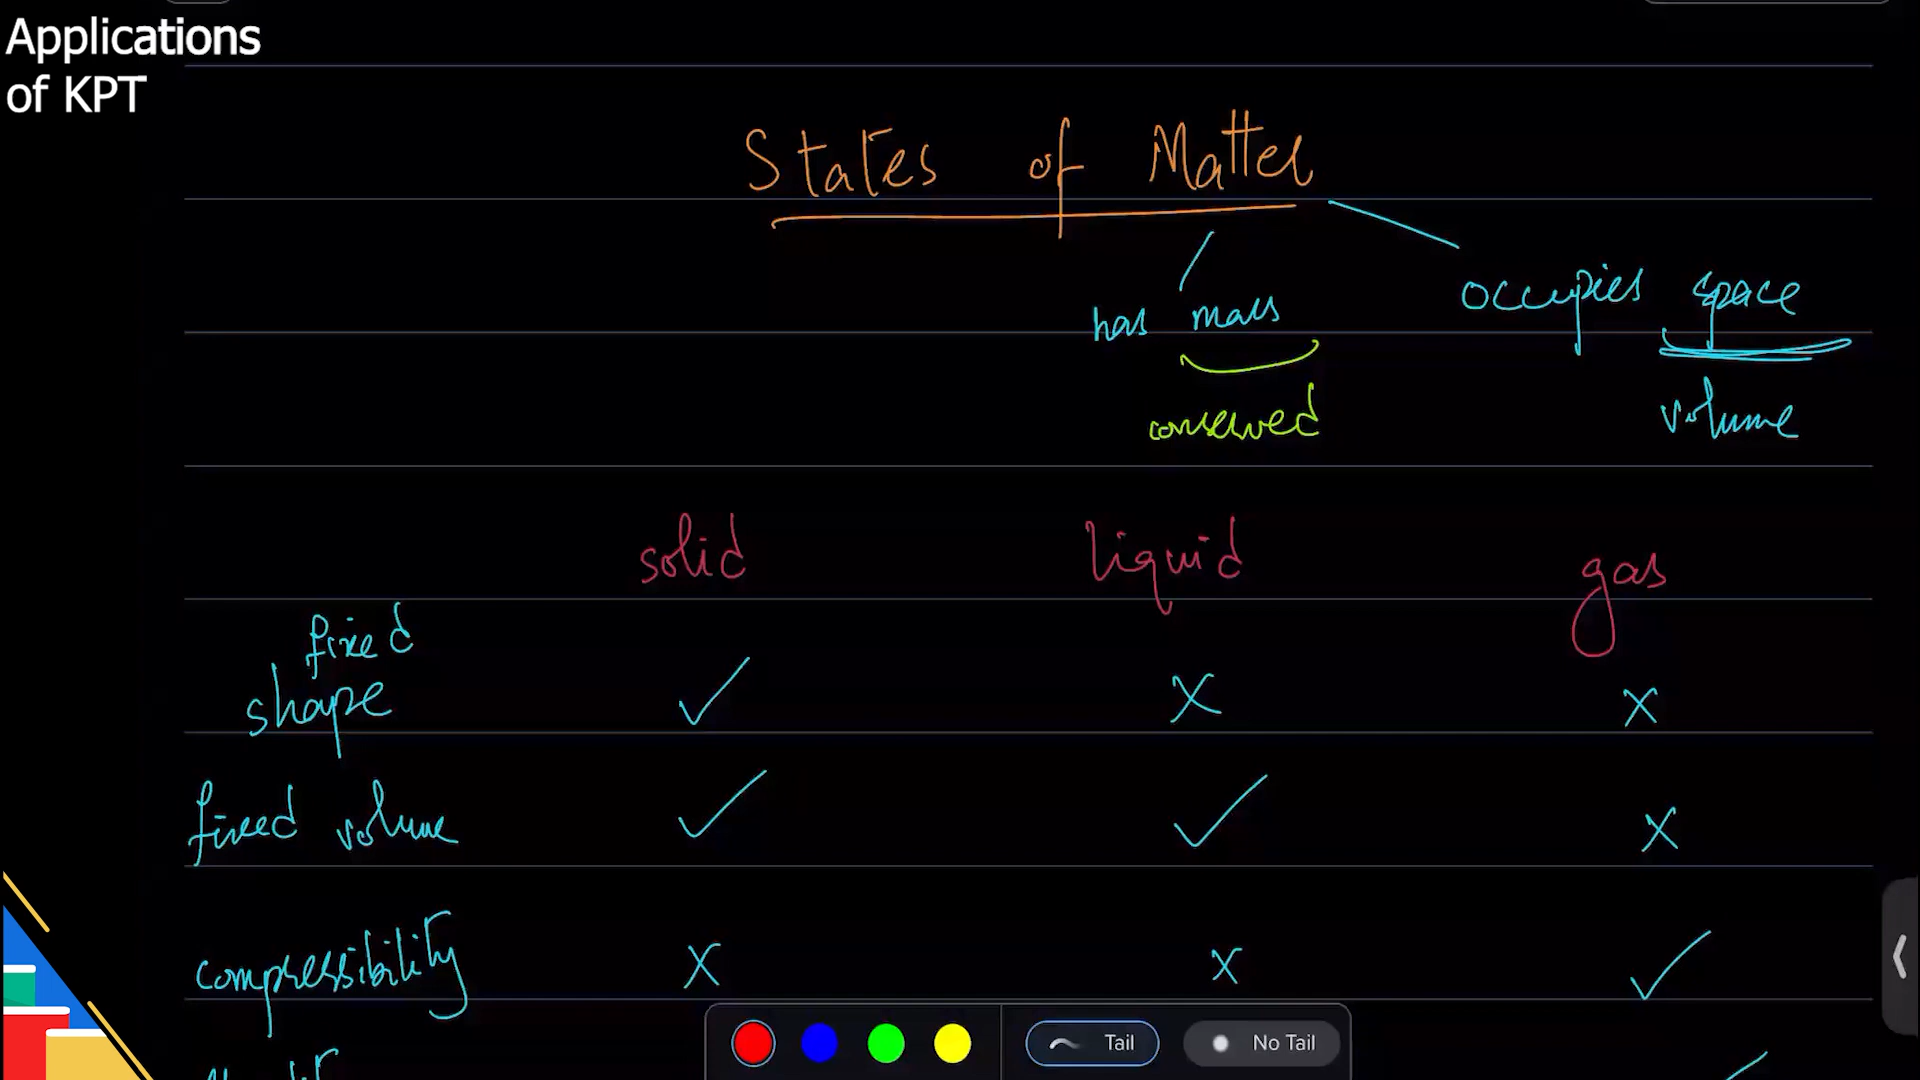 Applications
of KPT
States of Matter
has mass
occupies space
conserved
volume
solid liquid gas
fixed
shape ✓ X X
fixed volume ✓ ✓ X
compressibility X X ✓
Tail No Tail